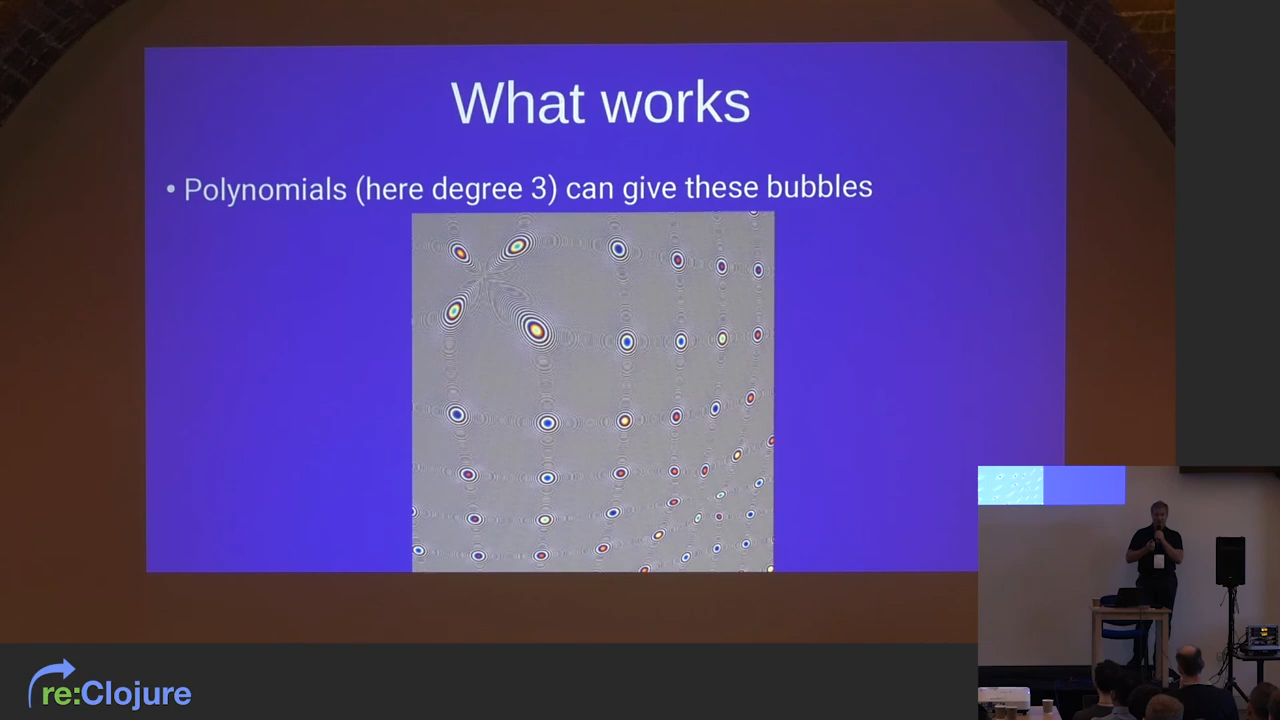 What works
• Polynomials (here degree 3) can give these bubbles
re:Clojure